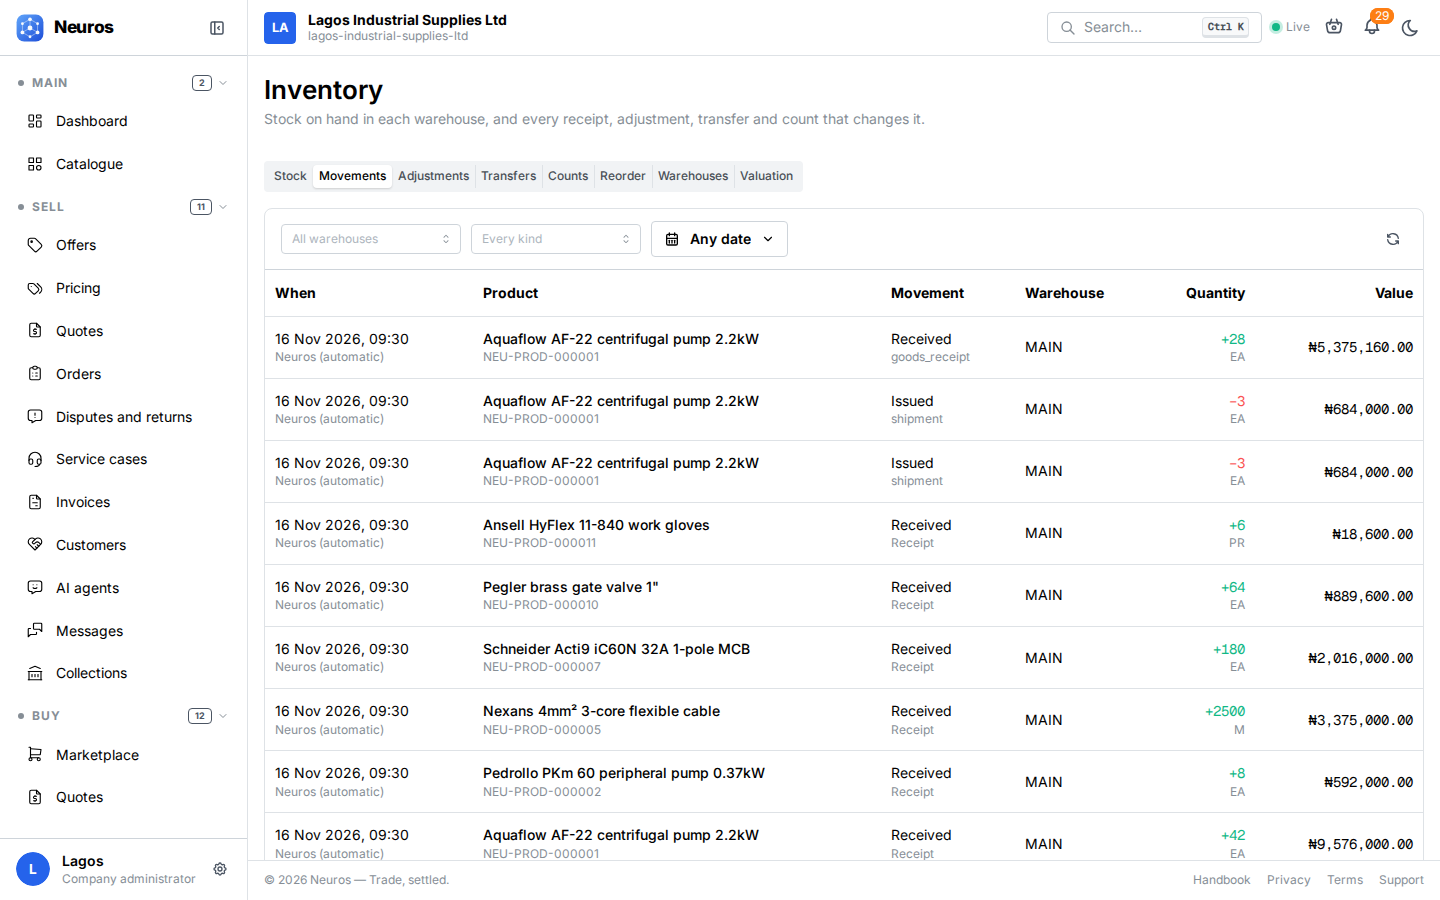 Neuros
LA
Lagos Industrial Supplies Ltd
lagos-industrial-supplies-ltd
Search...
Ctrl K
Live
29
MAIN
2
Dashboard
Catalogue
SELL
11
Offers
Pricing
Quotes
Orders
Disputes and returns
Service cases
Invoices
Customers
AI agents
Messages
Collections
BUY
12
Marketplace
Quotes
L
Lagos
Company administrator
Inventory
Stock on hand in each warehouse, and every receipt, adjustment, transfer and count that changes it.
Stock Movements Adjustments Transfers Counts Reorder Warehouses Valuation
All warehouses Every kind Any date
When Product Movement Warehouse Quantity Value
16 Nov 2026, 09:30 Aquaflow AF-22 centrifugal pump 2.2kW Received MAIN +28 ₦5,375,160.00
Neuros (automatic) NEU-PROD-000001 goods_receipt EA
16 Nov 2026, 09:30 Aquaflow AF-22 centrifugal pump 2.2kW Issued MAIN −3 ₦684,000.00
Neuros (automatic) NEU-PROD-000001 shipment EA
16 Nov 2026, 09:30 Aquaflow AF-22 centrifugal pump 2.2kW Issued MAIN −3 ₦684,000.00
Neuros (automatic) NEU-PROD-000001 shipment EA
16 Nov 2026, 09:30 Ansell HyFlex 11-840 work gloves Received MAIN +6 ₦18,600.00
Neuros (automatic) NEU-PROD-000011 Receipt PR
16 Nov 2026, 09:30 Pegler brass gate valve 1" Received MAIN +64 ₦889,600.00
Neuros (automatic) NEU-PROD-000010 Receipt EA
16 Nov 2026, 09:30 Schneider Acti9 iC60N 32A 1-pole MCB Received MAIN +180 ₦2,016,000.00
Neuros (automatic) NEU-PROD-000007 Receipt EA
16 Nov 2026, 09:30 Nexans 4mm² 3-core flexible cable Received MAIN +2500 ₦3,375,000.00
Neuros (automatic) NEU-PROD-000005 Receipt M
16 Nov 2026, 09:30 Pedrollo PKm 60 peripheral pump 0.37kW Received MAIN +8 ₦592,000.00
Neuros (automatic) NEU-PROD-000002 Receipt EA
16 Nov 2026, 09:30 Aquaflow AF-22 centrifugal pump 2.2kW Received MAIN +42 ₦9,576,000.00
Neuros (automatic) NEU-PROD-000001 Receipt EA
© 2026 Neuros — Trade, settled.
Handbook Privacy Terms Support